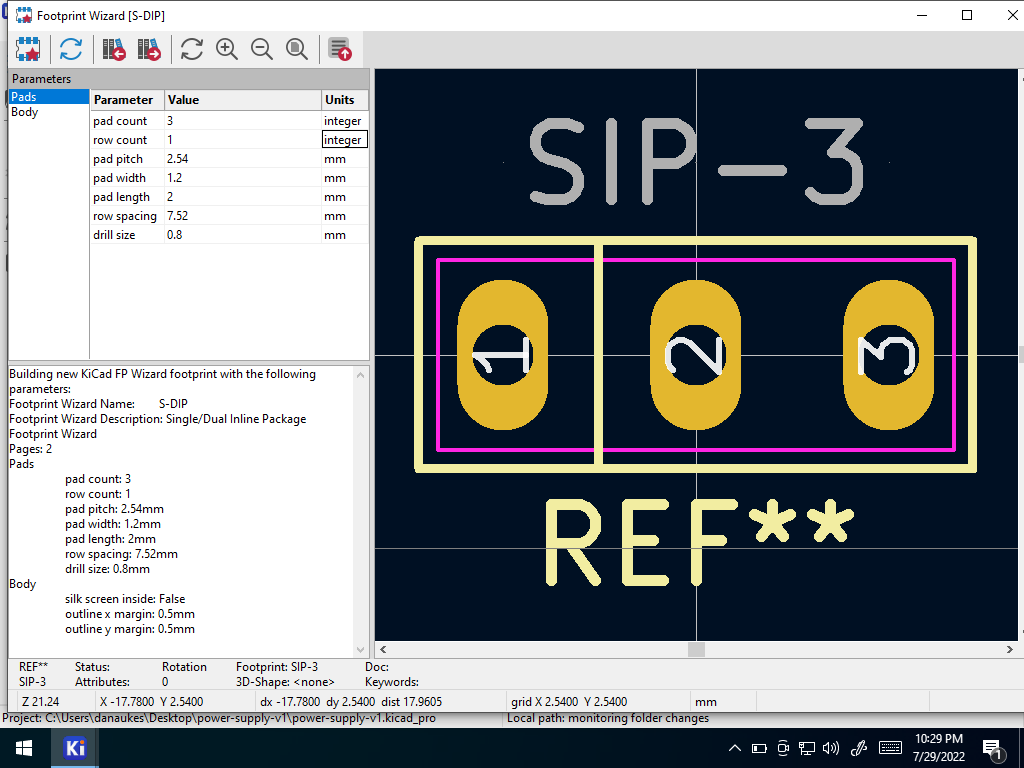 Footprint Wizard [S-DIP]
Parameters
Pads
Body
Parameter Value Units
pad count 3 integer
row count 1 integer
pad pitch 2.54 mm
pad width 1.2 mm
pad length 2 mm
row spacing 7.52 mm
drill size 0.8 mm
SIP-3
1 2 3
REF**
Building new KiCad FP Wizard footprint with the following
parameters:
Footprint Wizard Name: S-DIP
Footprint Wizard Description: Single/Dual Inline Package
Footprint Wizard
Pages: 2
Pads
pad count: 3
row count: 1
pad pitch: 2.54mm
pad width: 1.2mm
pad length: 2mm
row spacing: 7.52mm
drill size: 0.8mm
Body
silk screen inside: False
outline x margin: 0.5mm
outline y margin: 0.5mm
REF** Status: Rotation Footprint: SIP-3 Doc:
SIP-3 Attributes: 0 3D-Shape: <none> Keywords:
Z 21.24 X -17.7800 Y 2.5400 dx -17.7800 dy 2.5400 dist 17.9605 grid X 2.5400 Y 2.5400 mm
Project: C:\Users\danaukes\Desktop\power-supply-v1\power-supply-v1.kicad_pro Local path: monitoring folder changes
Ki
10:29 PM
7/29/2022
1